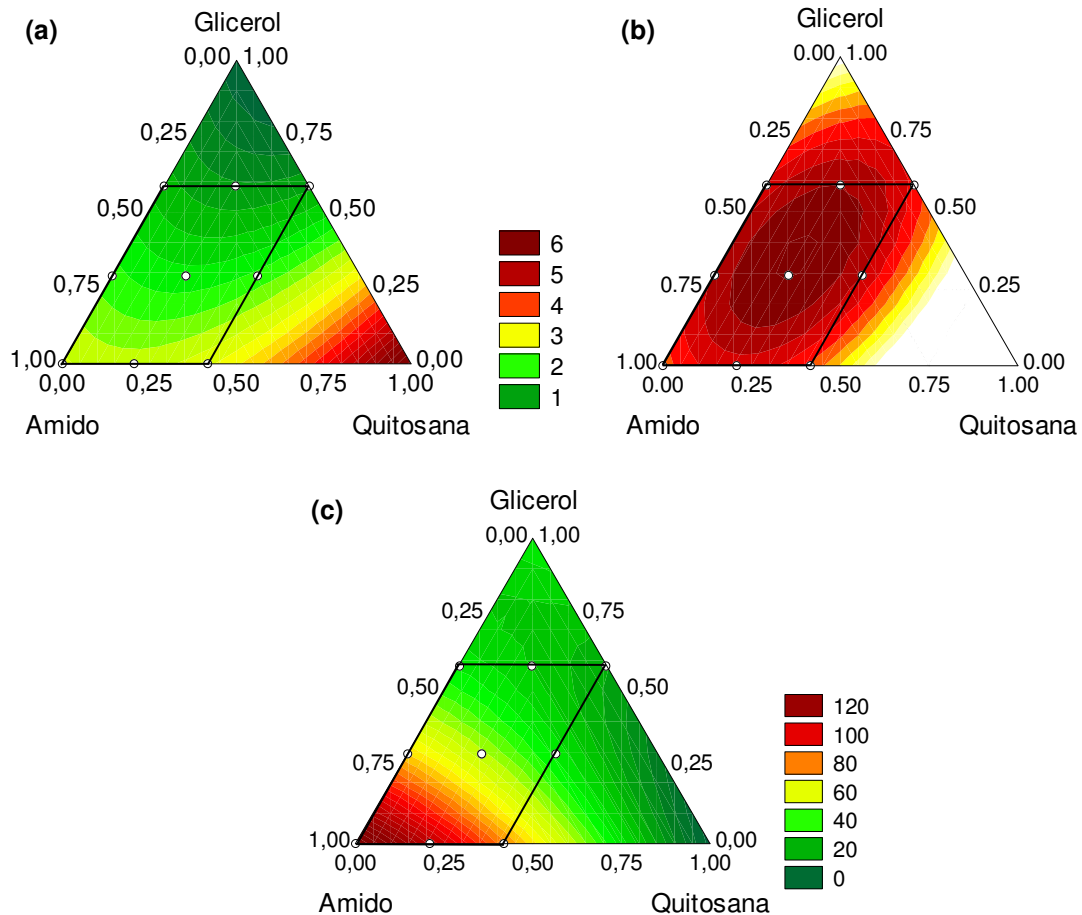 (a)
Glicerol
0,00 1,00
0,25 0,75
0,50 0,50
0,75 0,25
1,00 0,00
0,00 0,25 0,50 0,75 1,00
Amido Quitosana
6
5
4
3
2
1
(b)
Glicerol
0.00 1.00
0.25 0.75
0.50 0.50
0.75 0.25
1.00 0.00
0.00 0.25 0.50 0.75 1.00
Amido Quitosana
(c)
Glicerol
0,00 1,00
0,25 0,75
0,50 0,50
0,75 0,25
1,00 0,00
0,00 0,25 0,50 0,75 1,00
Amido Quitosana
120
100
80
60
40
20
0